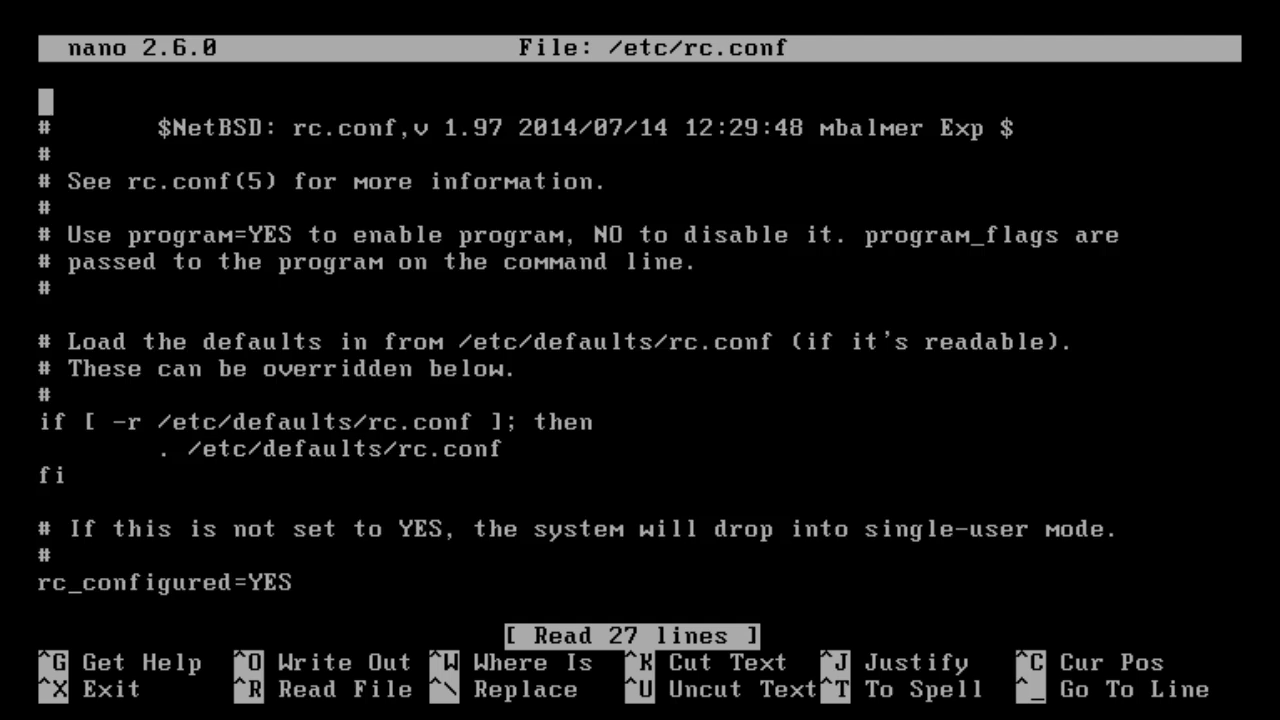 nano 2.6.0 File: /etc/rc.conf
# $NetBSD: rc.conf,v 1.97 2014/07/14 12:29:48 mbalmer Exp $
#
# See rc.conf(5) for more information.
#
# Use program=YES to enable program, NO to disable it. program_flags are
# passed to the program on the command line.
#
# Load the defaults in from /etc/defaults/rc.conf (if it's readable).
# These can be overridden below.
#
if [ -r /etc/defaults/rc.conf ]; then
. /etc/defaults/rc.conf
fi
# If this is not set to YES, the system will drop into single-user mode.
#
rc_configured=YES
[ Read 27 lines ]
^G Get Help ^O Write Out ^W Where Is ^K Cut Text ^J Justify ^C Cur Pos
^X Exit ^R Read File ^\ Replace ^U Uncut Text ^T To Spell ^_ Go To Line